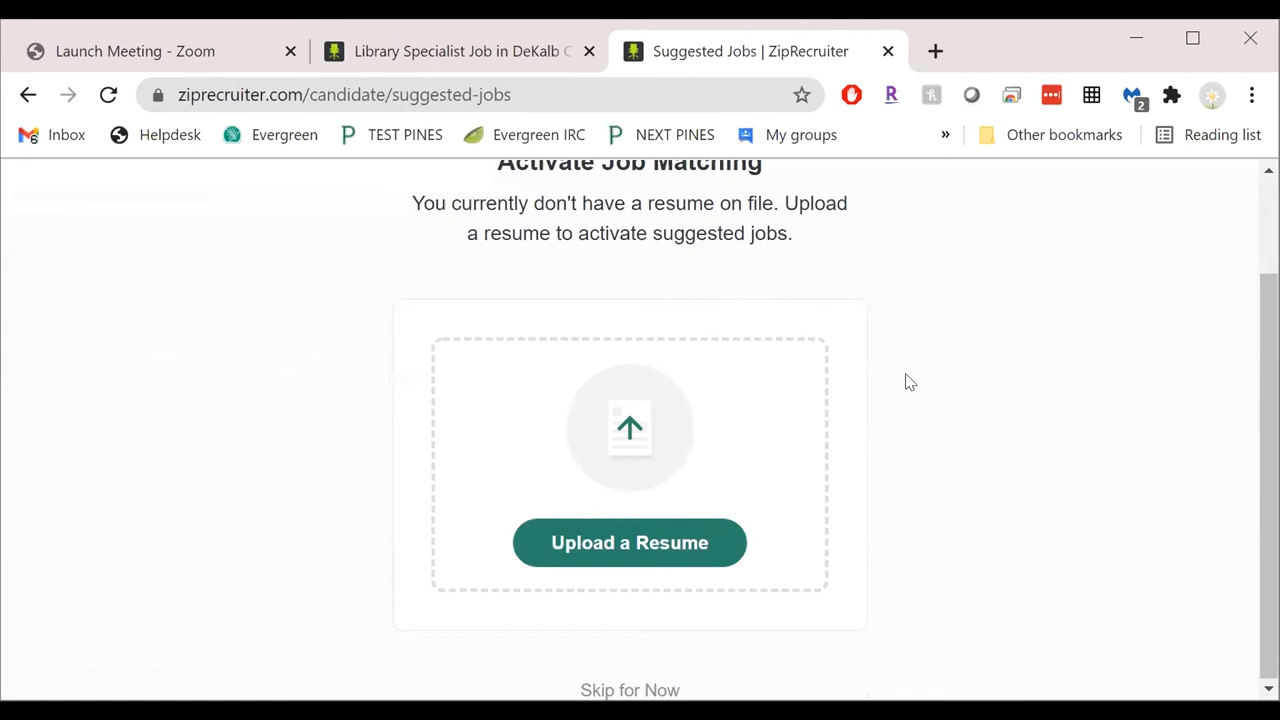 Launch Meeting - Zoom
Library Specialist Job in DeKalb C
Suggested Jobs | ZipRecruiter
ziprecruiter.com/candidate/suggested-jobs
R
2
Inbox
Helpdesk
Evergreen
TEST PINES
Evergreen IRC
NEXT PINES
My groups
»
Other bookmarks
Reading list
Activate Job Matching
You currently don't have a resume on file. Upload
a resume to activate suggested jobs.
Upload a Resume
Skip for Now